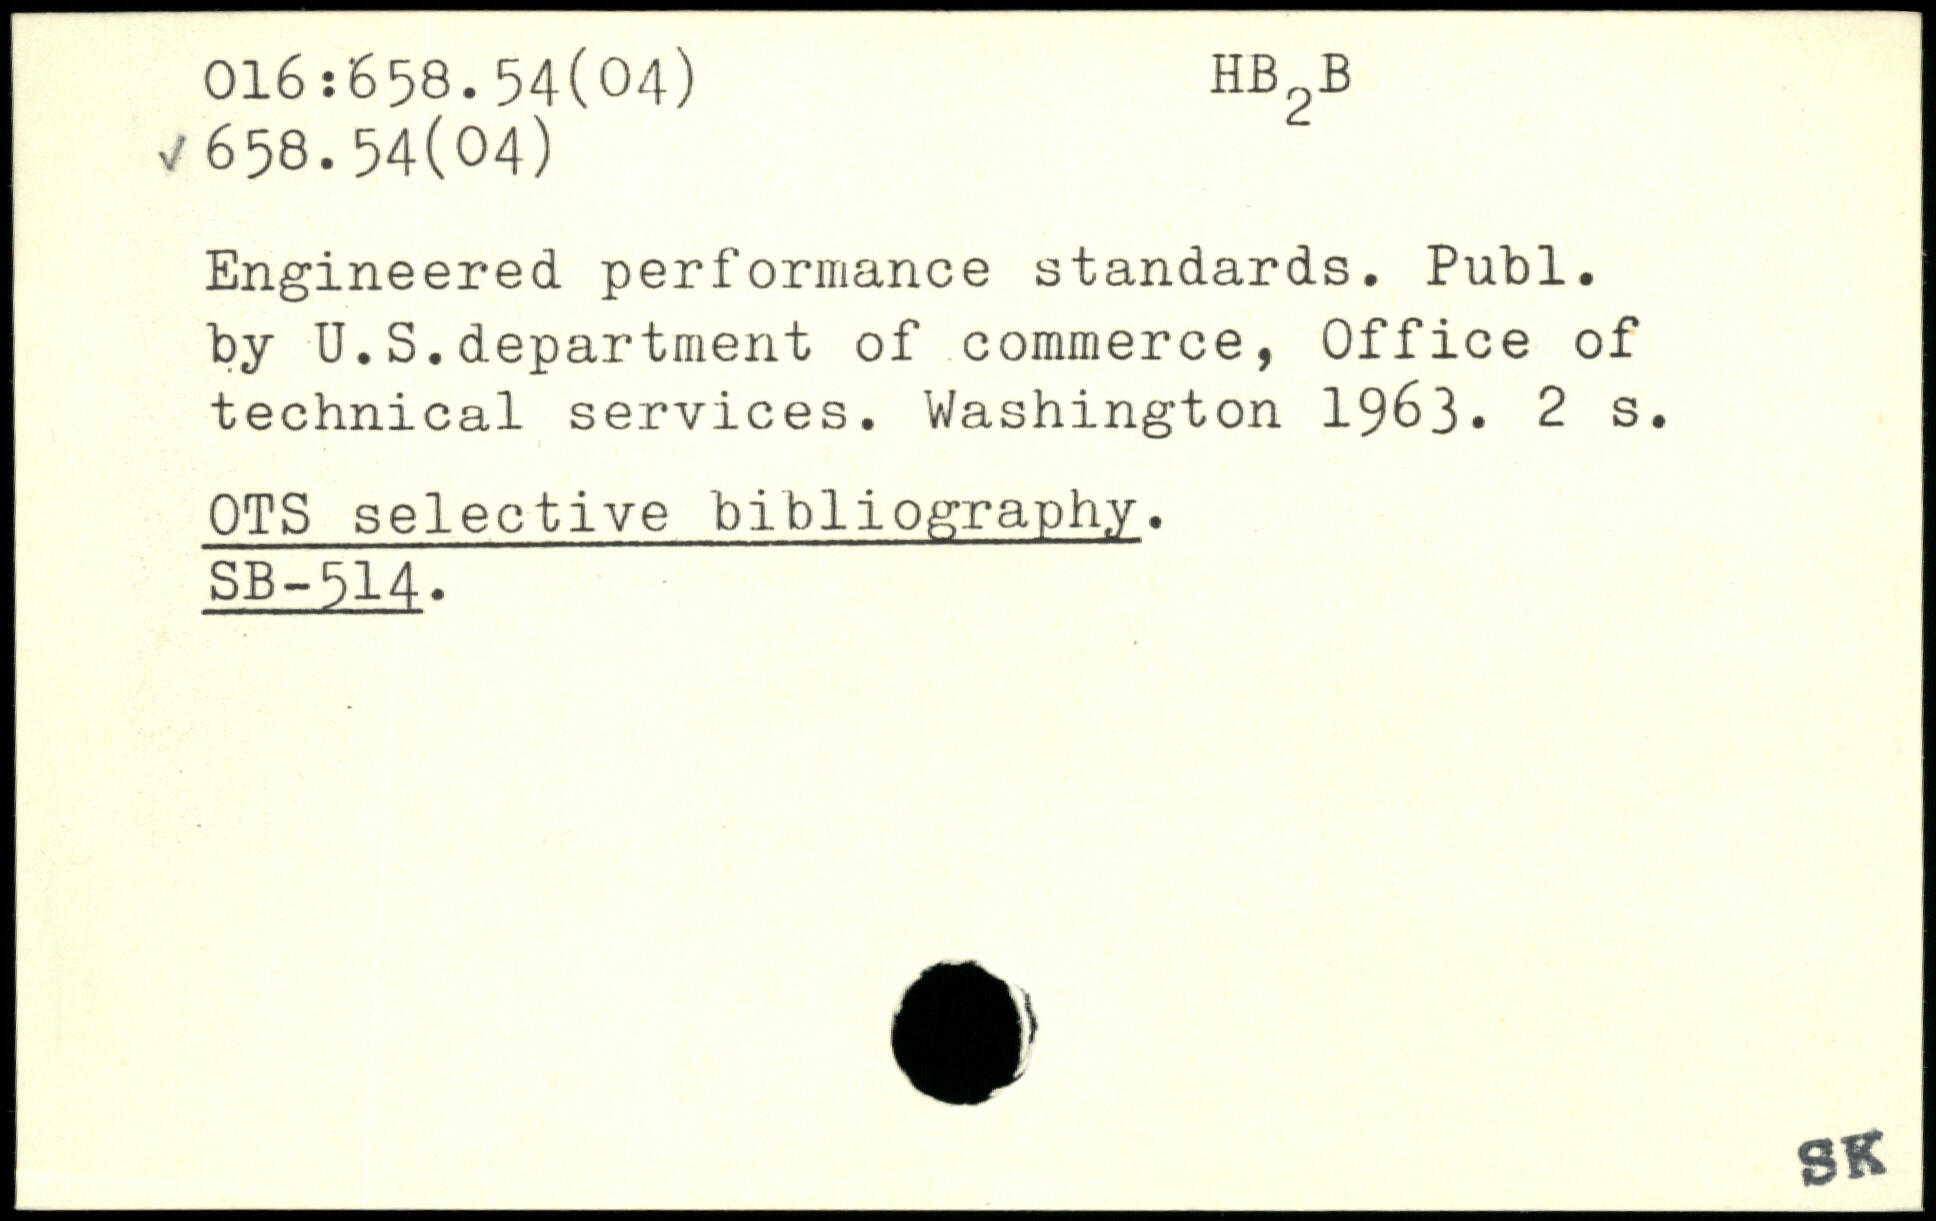 016:658.54(04) HB₂B
✓ 658.54(04)
Engineered performance standards. Publ.
by U.S.department of commerce, Office of
technical services. Washington 1963. 2 s.
OTS selective bibliography.
SB-514.
SK